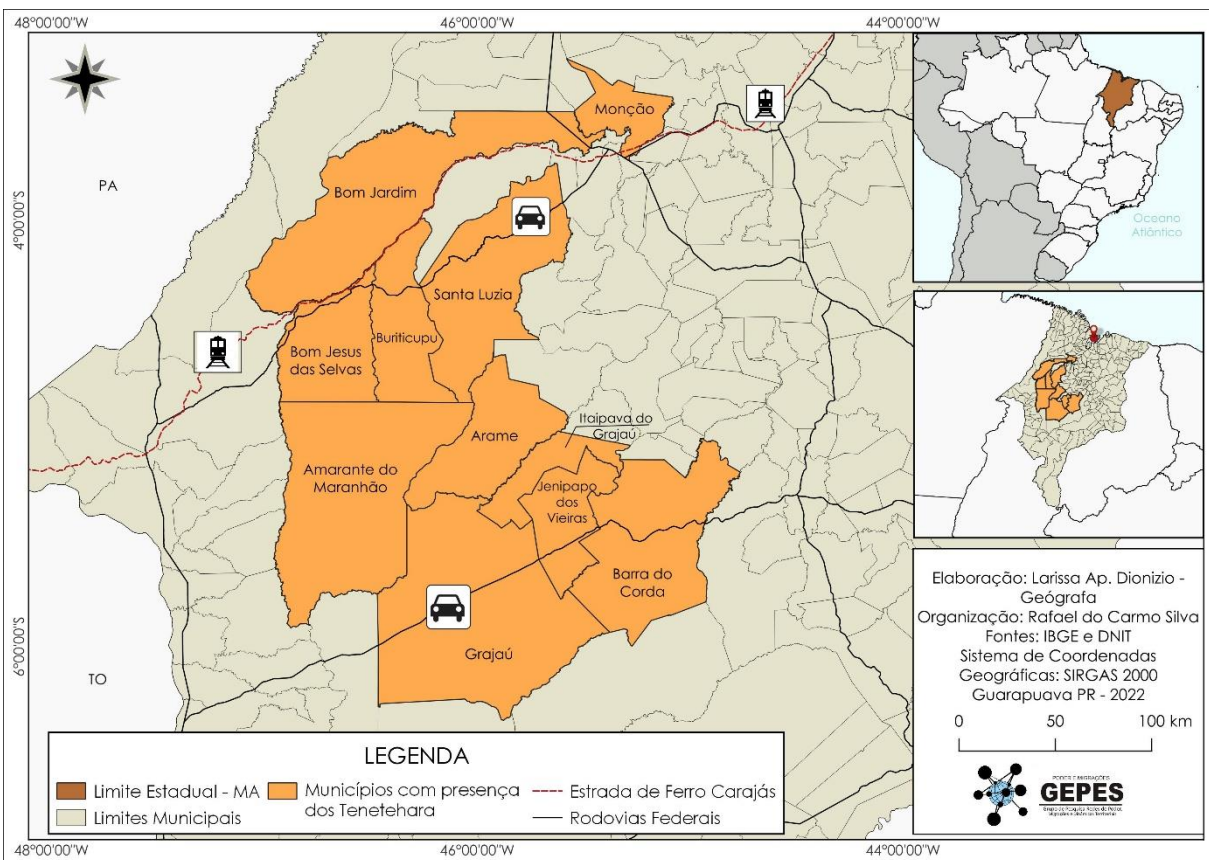 48°00'00"W
46°00'00"W
44°00'00"W
4°00'00"S
6°00'00"S
PA
TO
Monção
Bom Jardim
Santa Luzia
Buriticupu
Bom Jesus
das Selvas
Arame
Itaipava do
Grajaú
Amarante do
Maranhão
Jenipapo
dos
Vieiras
Barra do
Corda
Grajaú
Oceano
Atlântico
Elaboração: Larissa Ap. Dionizio -
Geógrafa
Organização: Rafael do Carmo Silva
Fontes: IBGE e DNIT
Sistema de Coordenadas
Geográficas: SIRGAS 2000
Guarapuava PR - 2022
0 50 100 km
LEGENDA
Limite Estadual - MA
Municípios com presença
dos Tenetehara
Estrada de Ferro Carajás
Limites Municipais
Rodovias Federais
GEPES
48°00'00"W
46°00'00"W
44°00'00"W